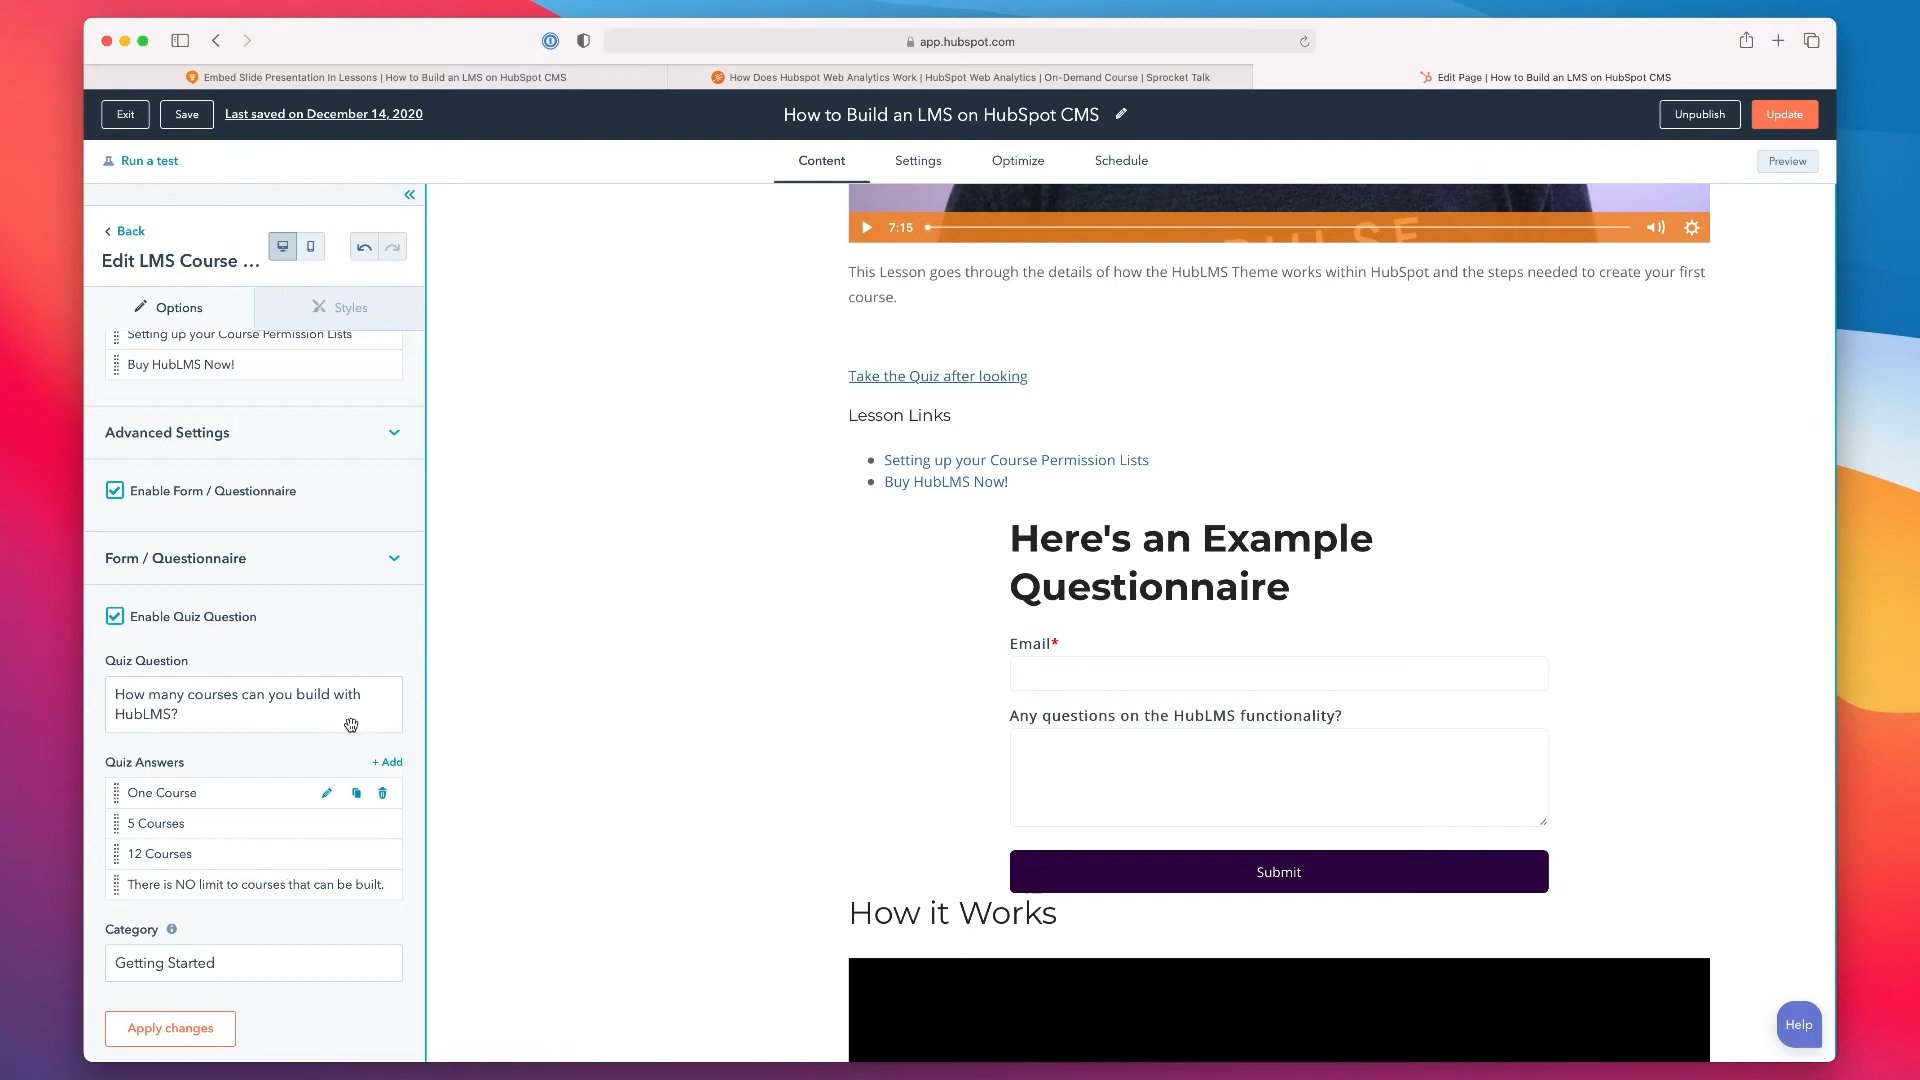 app.hubspot.com
Embed Slide Presentation In Lessons | How to Build an LMS on HubSpot CMS
How Does Hubspot Web Analytics Work | HubSpot Web Analytics | On-Demand Course | Sprocket Talk
Edit Page | How to Build an LMS on HubSpot CMS
Exit
Save
Last saved on December 14, 2020
How to Build an LMS on HubSpot CMS
Unpublish
Update
Run a test
Content
Settings
Optimize
Schedule
Preview
Back
Edit LMS Course ...
Options
Styles
Setting up your Course Permission Lists
Buy HubLMS Now!
Advanced Settings
Enable Form / Questionnaire
Form / Questionnaire
Enable Quiz Question
Quiz Question
How many courses can you build with
HubLMS?
Quiz Answers
+ Add
One Course
5 Courses
12 Courses
There is NO limit to courses that can be built.
Category
Getting Started
Apply changes
7:15
This Lesson goes through the details of how the HubLMS Theme works within HubSpot and the steps needed to create your first
course.
Take the Quiz after looking
Lesson Links
Setting up your Course Permission Lists
Buy HubLMS Now!
Here's an Example
Questionnaire
Email*
Any questions on the HubLMS functionality?
Submit
How it Works
Help